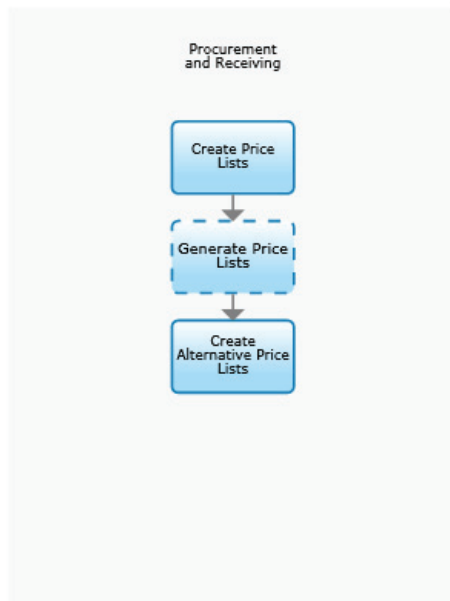 Procurement
and Receiving
Create Price
Lists
Generate Price
Lists
Create
Alternative Price
Lists